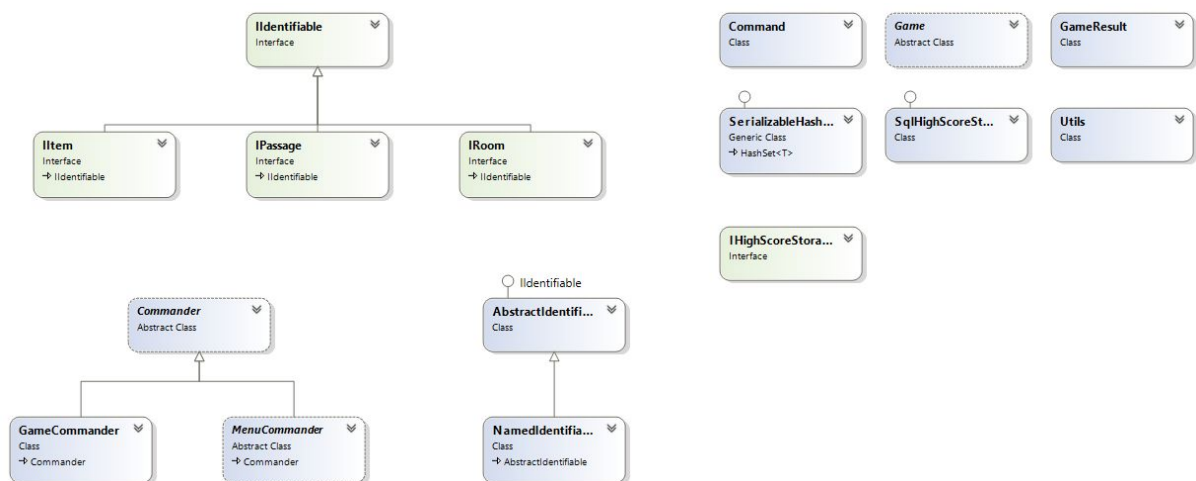 IIdentifiable
Interface
Command
Class
Game
Abstract Class
GameResult
Class
IItem
Interface
→ IIdentifiable
IPassage
Interface
→ IIdentifiable
IRoom
Interface
→ IIdentifiable
SerializableHash...
Generic Class
→ HashSet<T>
SqlHighScoreSt...
Class
Utils
Class
IHighScoreStora...
Interface
Commander
Abstract Class
IIdentifiable
AbstractIdentifi...
Class
GameCommander
Class
→ Commander
MenuCommander
Abstract Class
→ Commander
NamedIdentifia...
Class
→ AbstractIdentifiable